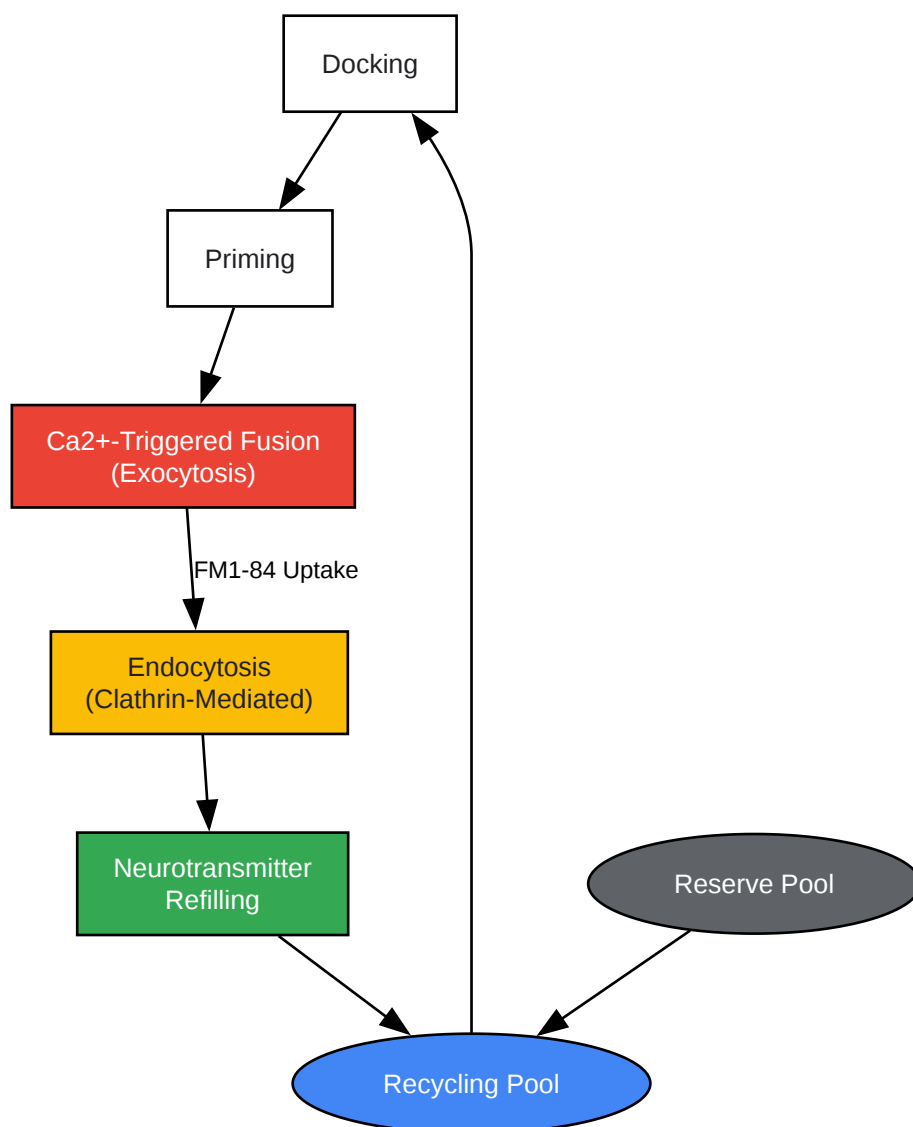 Docking
Priming
Ca2+-Triggered Fusion
(Exocytosis)
FM1-84 Uptake
Endocytosis
(Clathrin-Mediated)
Neurotransmitter
Refilling
Reserve Pool
Recycling Pool